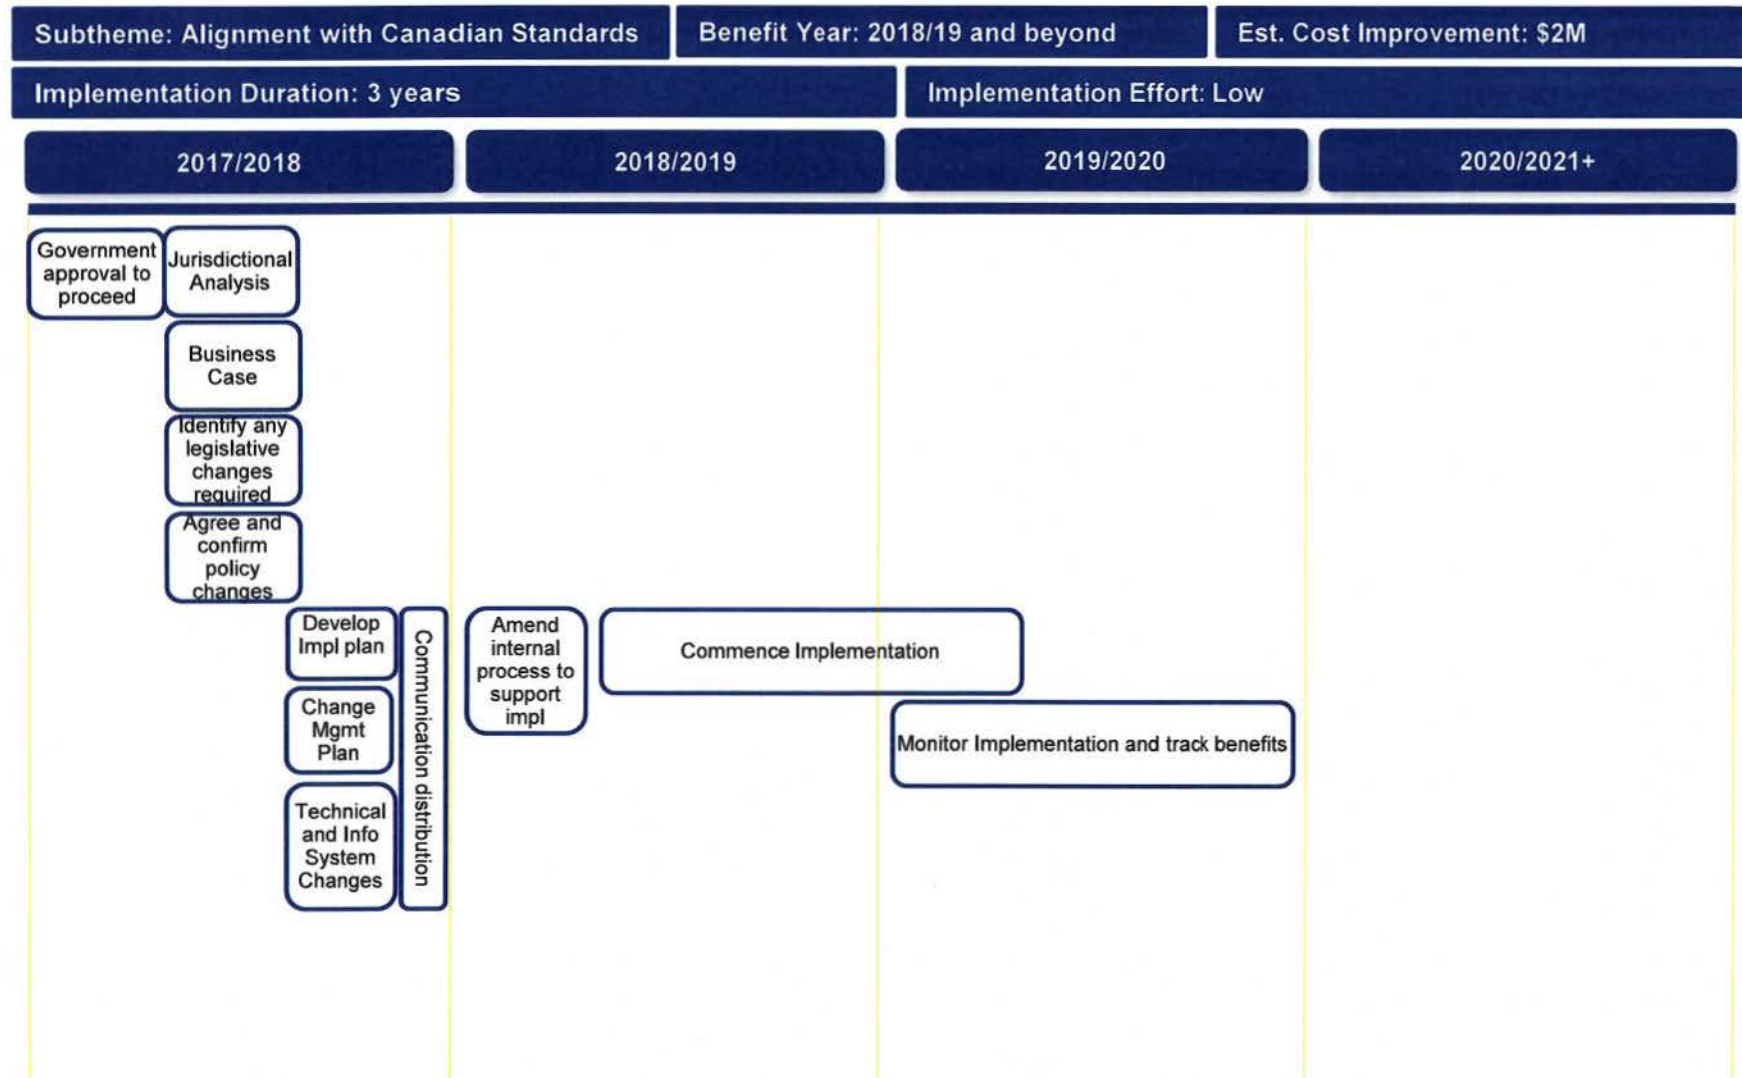 Subtheme: Alignment with Canadian Standards
Benefit Year: 2018/19 and beyond
Est. Cost Improvement: $2M
Implementation Duration: 3 years
Implementation Effort: Low
2017/2018
2018/2019
2019/2020
2020/2021+
Government
approval to
proceed
Jurisdictional
Analysis
Business
Case
Identify any
legislative
changes
required
Agree and
confirm
policy
changes
Develop
Impl plan
Change
Mgmt
Plan
Technical
and Info
System
Changes
Communication distribution
Amend
internal
process to
support
impl
Commence Implementation
Monitor Implementation and track benefits